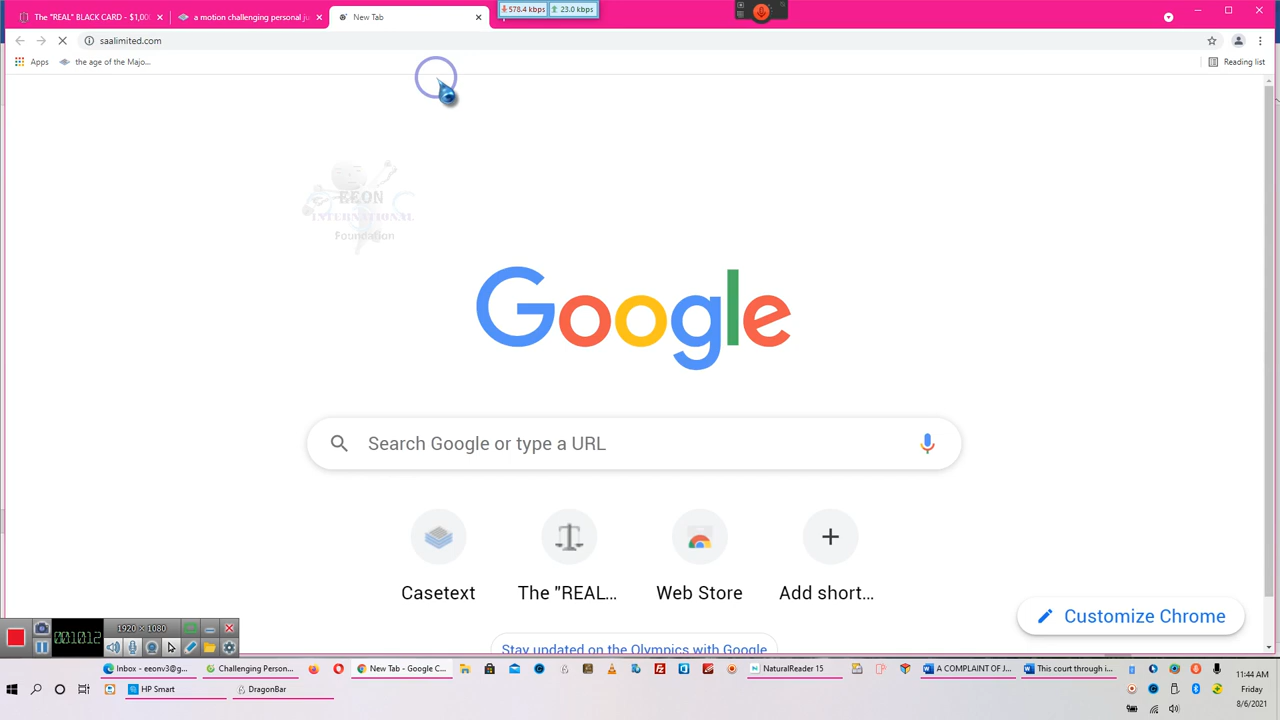 The "REAL" BLACK CARD - $1,000
a motion challenging personal ju
New Tab
578.4 kbps
23.0 kbps
saalimited.com
Apps
the age of the Majo...
Reading list
EEON
INTERNATIONAL
Foundation
Google
Search Google or type a URL
Casetext
The "REAL...
Web Store
Add short...
Customize Chrome
Stay updated on the Olympics with Google
1920 × 1080
Inbox - eeonv3@g...
Challenging Person...
New Tab - Google C...
NaturalReader 15
A COMPLAINT OF J...
This court through i...
11:44 AM
Friday
8/6/2021
HP Smart
DragonBar